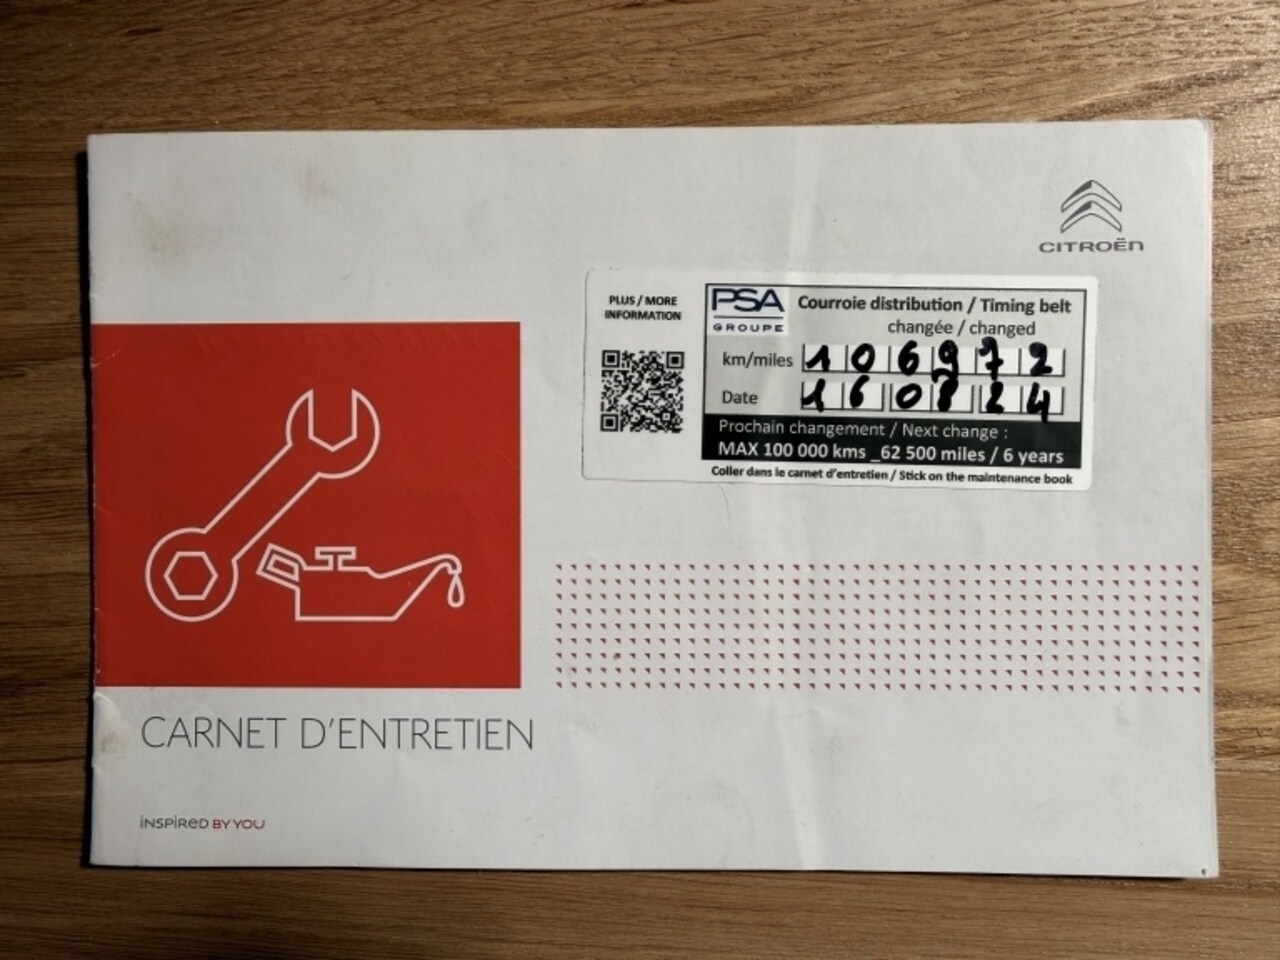 CITROËN
PLUS / MORE
INFORMATION
PSA
GROUPE
Courroie distribution / Timing belt
changée / changed
km/miles 106972
Date 160824
Prochain changement / Next change :
MAX 100 000 kms _62 500 miles / 6 years
Coller dans le carnet d'entretien / Stick on the maintenance book
CARNET D'ENTRETIEN
INSPIRED BY YOU